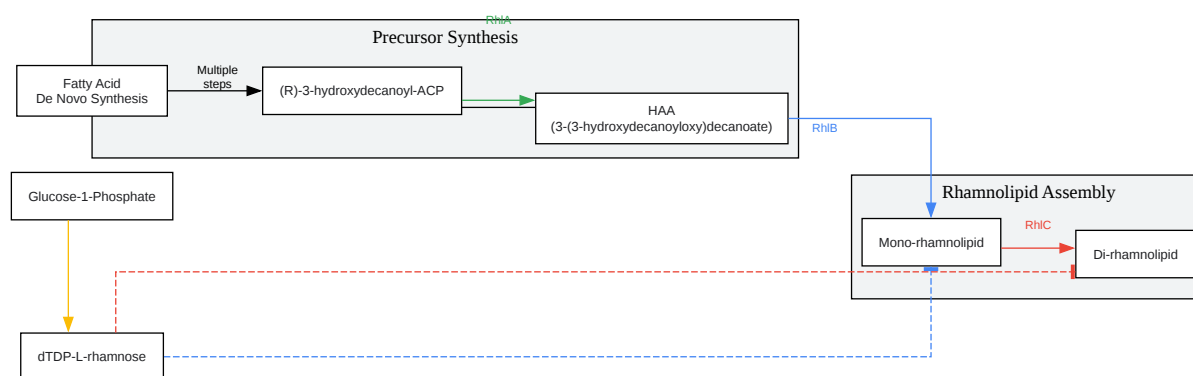 RhlA
Precursor Synthesis
Fatty Acid
De Novo Synthesis
Multiple
steps
(R)-3-hydroxydecanoyl-ACP
HAA
(3-(3-hydroxydecanoyloxy)decanoate)
RhlB
Glucose-1-Phosphate
Rhamnolipid Assembly
Mono-rhamnolipid
RhlC
Di-rhamnolipid
dTDP-L-rhamnose